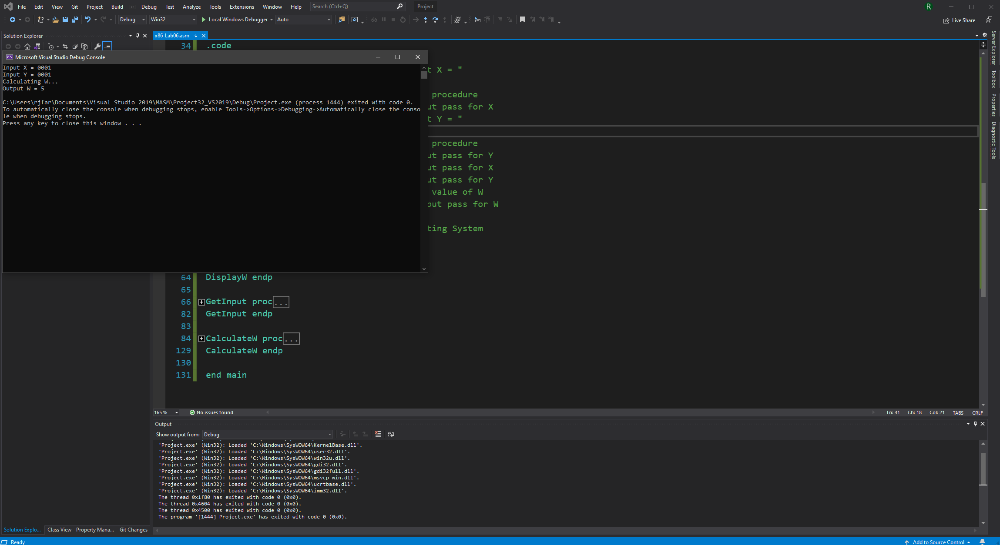 File Edit View Git Project Build Debug Test Analyze Tools Extensions Window Help Search (Ctrl+Q) Project R
Debug Win32 Local Windows Debugger Auto Live Share
Solution Explorer
x86_Lab06.asm
34 .code
Microsoft Visual Studio Debug Console
Input X = 0001
Input Y = 0001
Calculating W...
Output W = 5
C:\Users\rjfar\Documents\Visual Studio 2019\MASM\Project32_VS2019\Debug\Project.exe (process 1444) exited with code 0.
To automatically close the console when debugging stops, enable Tools->Options->Debugging->Automatically close the conso
le when debugging stops.
Press any key to close this window . . .
t X = "
procedure
ut pass for X
t Y = "
procedure
ut pass for Y
ut pass for X
ut pass for Y
value of W
put pass for W
ting System
64 DisplayW endp
65
66 GetInput proc...
82 GetInput endp
83
84 CalculateW proc...
129 CalculateW endp
130
131 end main
165 % No issues found Ln: 41 Ch: 18 Col: 21 TABS CRLF
Output
Show output from: Debug
'Project.exe' (Win32): Loaded 'C:\Windows\SysWOW64\KernelBase.dll'.
'Project.exe' (Win32): Loaded 'C:\Windows\SysWOW64\user32.dll'.
'Project.exe' (Win32): Loaded 'C:\Windows\SysWOW64\win32u.dll'.
'Project.exe' (Win32): Loaded 'C:\Windows\SysWOW64\gdi32.dll'.
'Project.exe' (Win32): Loaded 'C:\Windows\SysWOW64\gdi32full.dll'.
'Project.exe' (Win32): Loaded 'C:\Windows\SysWOW64\msvcp_win.dll'.
'Project.exe' (Win32): Loaded 'C:\Windows\SysWOW64\ucrtbase.dll'.
'Project.exe' (Win32): Loaded 'C:\Windows\SysWOW64\imm32.dll'.
The thread 0x1f80 has exited with code 0 (0x0).
The thread 0x4604 has exited with code 0 (0x0).
The thread 0x4500 has exited with code 0 (0x0).
The program '[1444] Project.exe' has exited with code 0 (0x0).
Solution Explo... Class View Property Mana... Git Changes
Ready Add to Source Control
Server Explorer
Toolbox
Properties
Diagnostic Tools